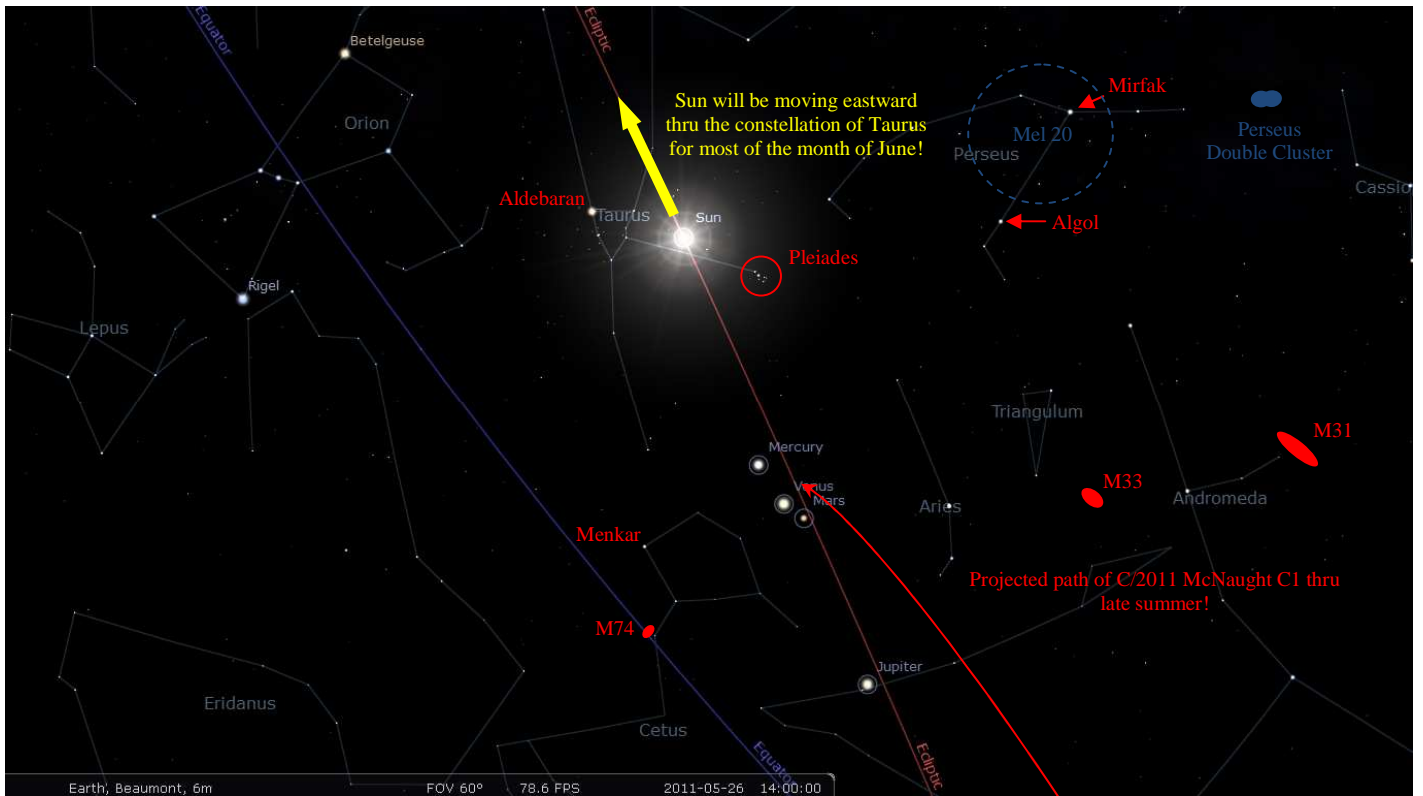 Equator
Ecliptic
Betelgeuse
Orion
Sun will be moving eastward
thru the constellation of Taurus
for most of the month of June!
Mirfak
Mel 20
Perseus
Perseus
Double Cluster
Cassio
Aldebaran
Taurus
Sun
Algol
Pleiades
Rigel
Lepus
Triangulum
M31
Mercury
Venus
Mars
Aries
M33
Andromeda
Menkar
Projected path of C/2011 McNaught C1 thru
late summer!
M74
Jupiter
Eridanus
Cetus
Equator
Ecliptic
Earth, Beaumont, 6m FOV 60° 78.6 FPS 2011-05-26 14:00:00